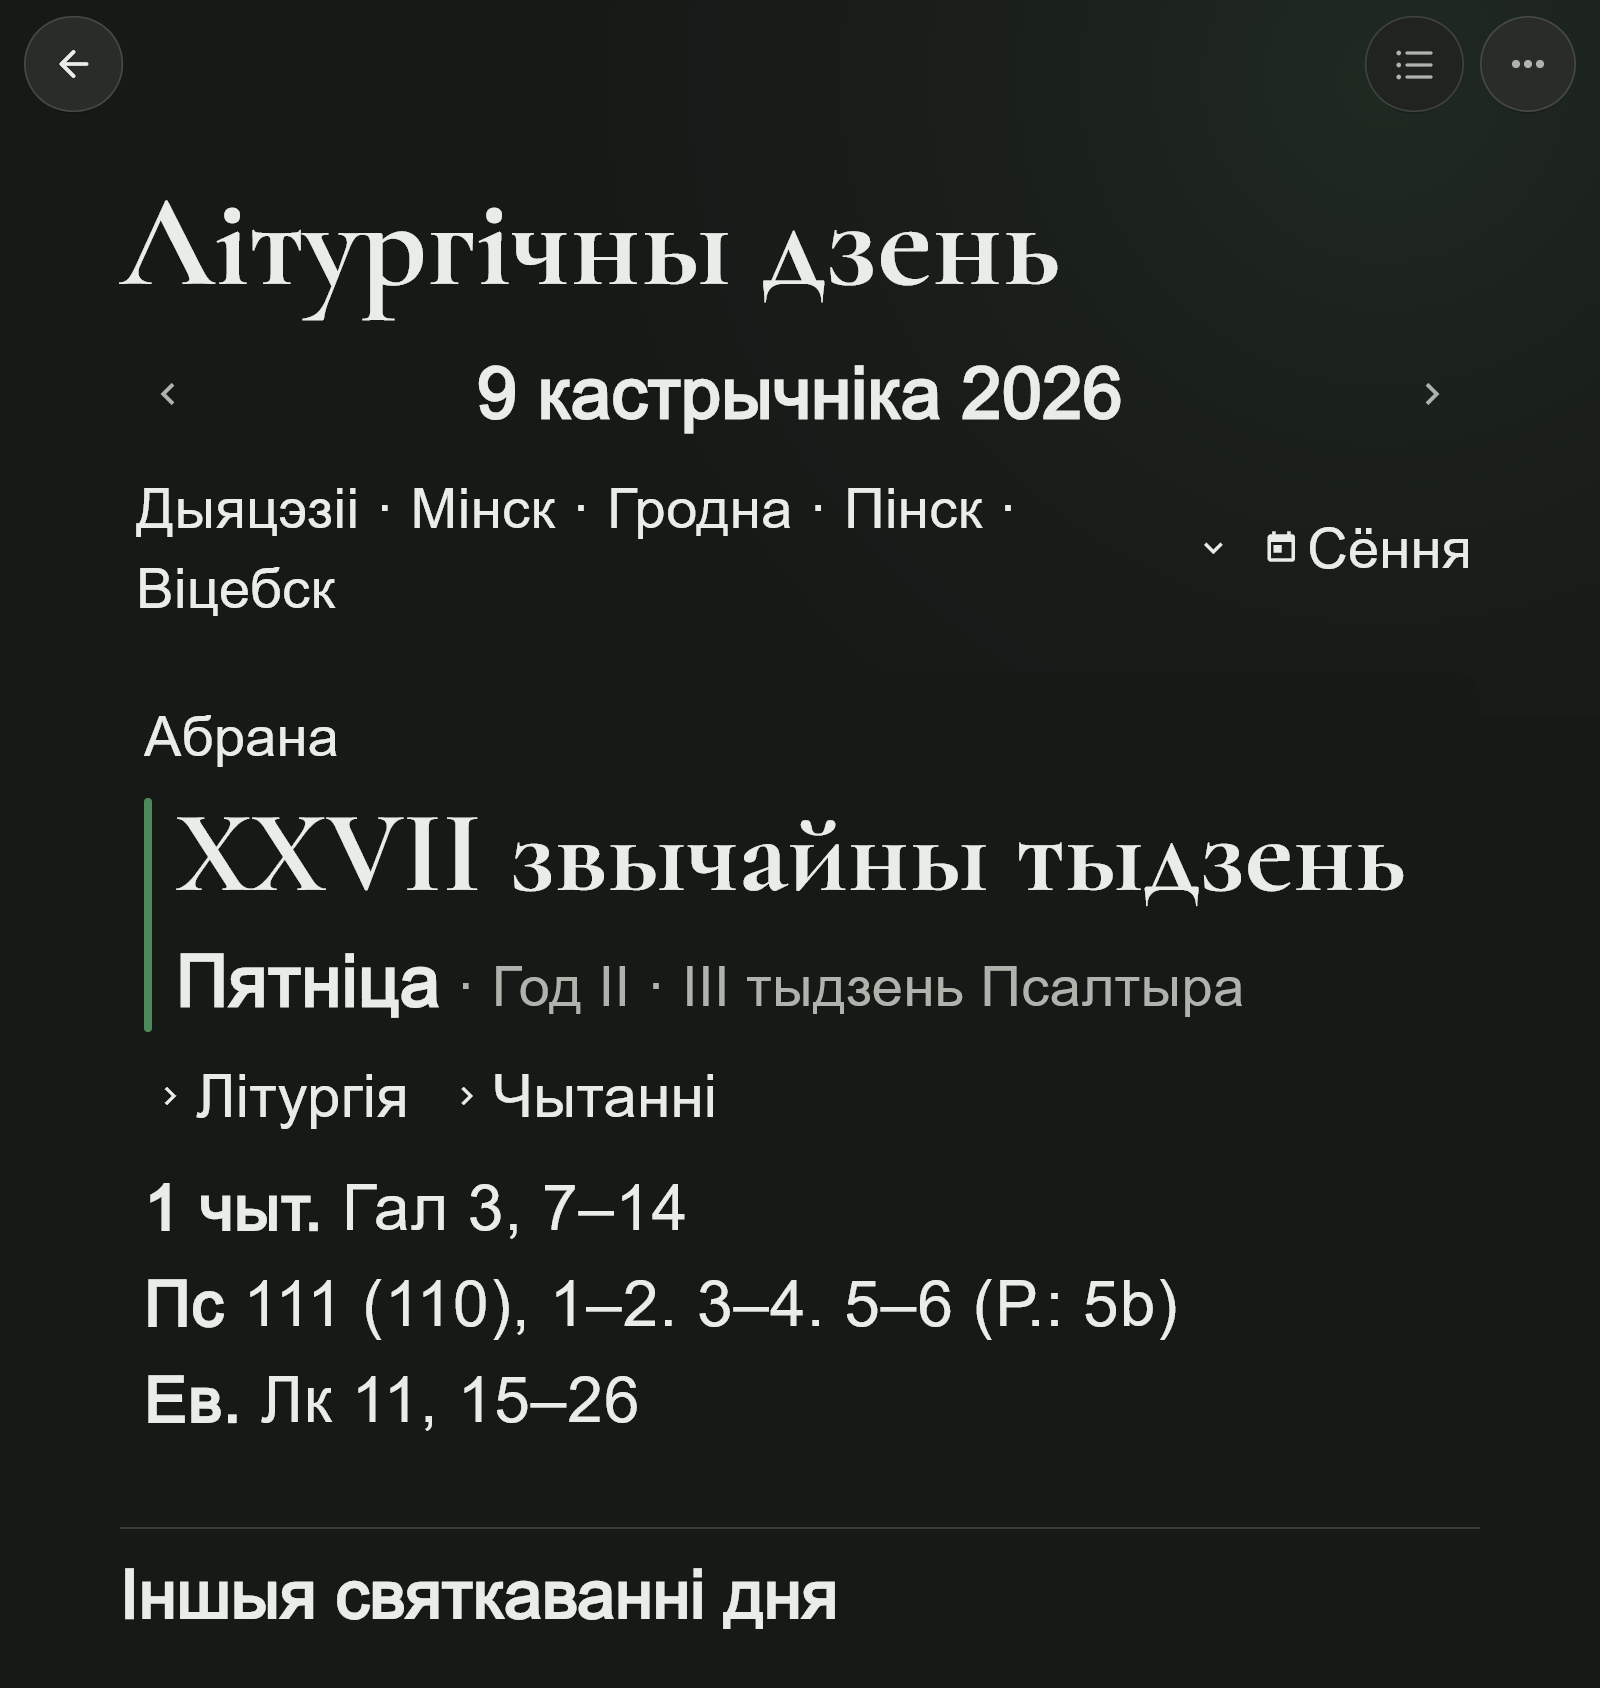 Літургічны дзень
9 кастрычніка 2026
Дыяцэзіі · Мінск · Гродна · Пінск ·
Віцебск
Сёння
Абрана
XXVII звычайны тыдзень
Пятніца · Год II · III тыдзень Псалтыра
Літургія
Чытанні
1 чыт. Гал 3, 7–14
Пс 111 (110), 1–2. 3–4. 5–6 (Р.: 5b)
Ев. Лк 11, 15–26
Іншыя святкаванні дня